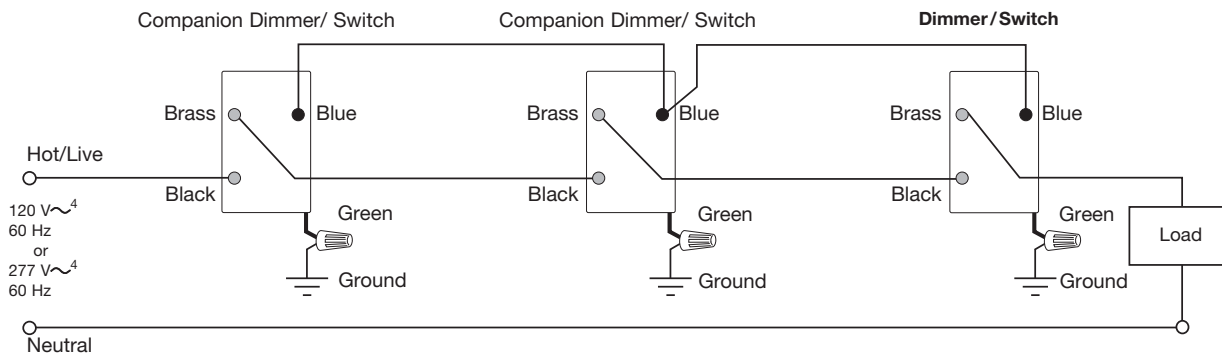 Companion Dimmer/ Switch
Companion Dimmer/ Switch
Dimmer/Switch
Brass
Blue
Brass
Blue
Brass
Blue
Hot/Live
Black
Black
Black
120 V~4
60 Hz
or
277 V~4
60 Hz
Green
Green
Green
Load
Ground
Ground
Ground
Neutral